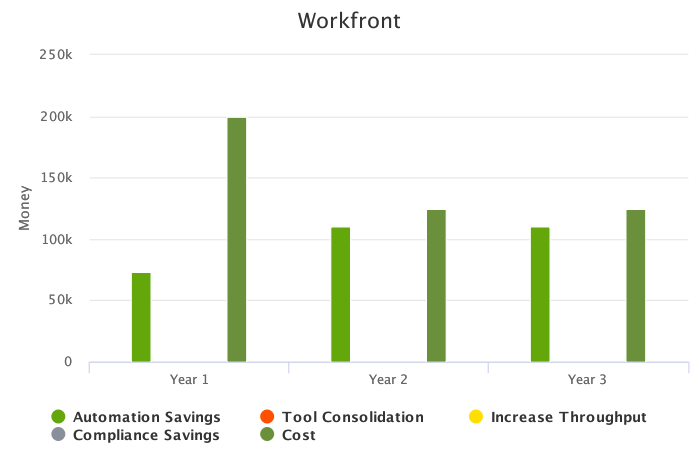 Workfront
250k
200k
150k
100k
50k
0
Money
Year 1
Year 2
Year 3
Automation Savings
Tool Consolidation
Increase Throughput
Compliance Savings
Cost